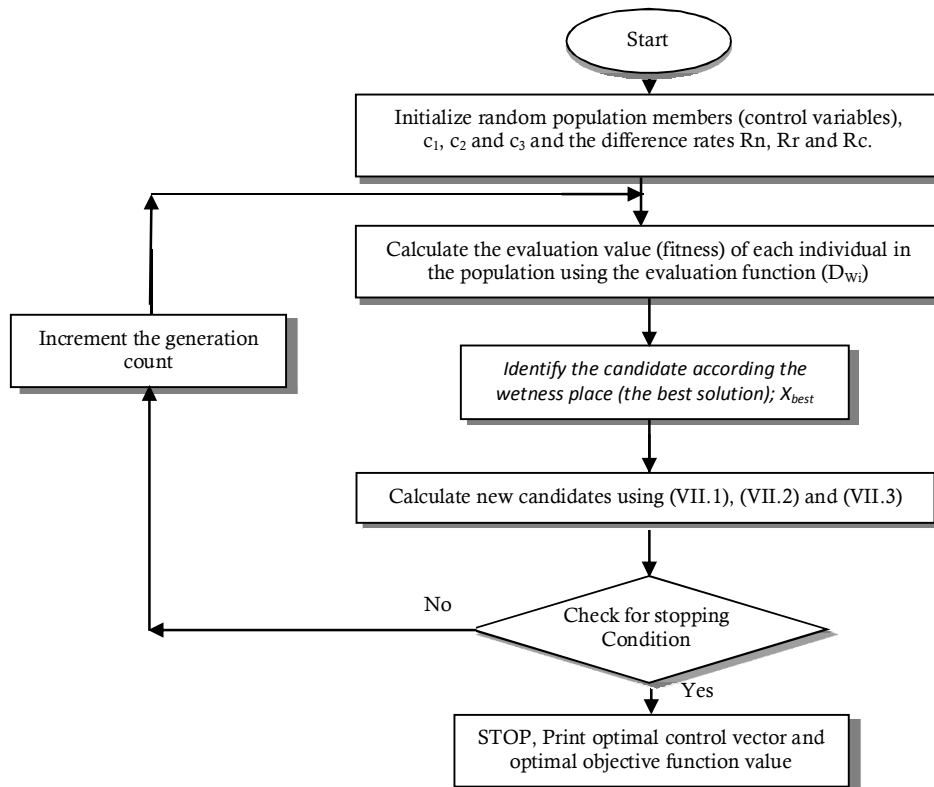 Start
Initialize random population members (control variables),
c₁, c₂ and c₃ and the difference rates Rn, Rr and Rc.
Calculate the evaluation value (fitness) of each individual in
the population using the evaluation function (D_Wi)
Increment the generation
count
Identify the candidate according the
wetness place (the best solution); X_best
Calculate new candidates using (VII.1), (VII.2) and (VII.3)
No
Check for stopping
Condition
Yes
STOP, Print optimal control vector and
optimal objective function value